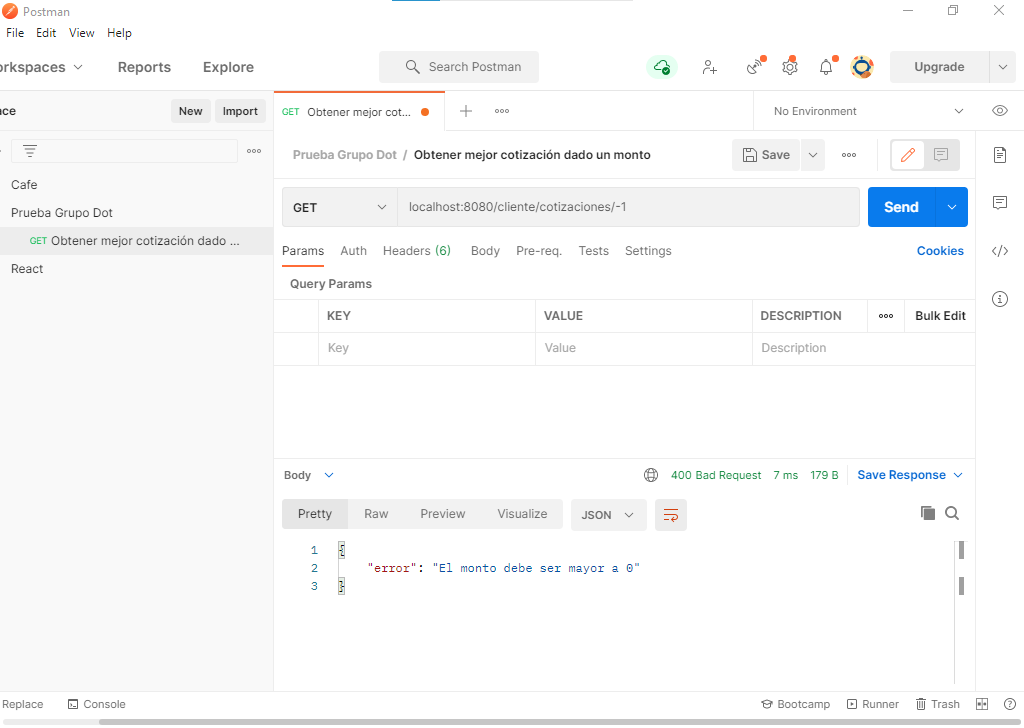 Postman
File Edit View Help
orkspaces Reports Explore Search Postman Upgrade
ce New Import GET Obtener mejor cot... No Environment
Prueba Grupo Dot / Obtener mejor cotización dado un monto Save
Cafe
Prueba Grupo Dot
GET Obtener mejor cotización dado ...
React
GET localhost:8080/cliente/cotizaciones/-1 Send
Params Auth Headers (6) Body Pre-req. Tests Settings Cookies
Query Params
KEY VALUE DESCRIPTION Bulk Edit
Key Value Description
Body 400 Bad Request 7 ms 179 B Save Response
Pretty Raw Preview Visualize JSON
1 {
2 "error": "El monto debe ser mayor a 0"
3 }
Replace Console Bootcamp Runner Trash